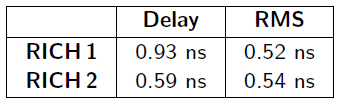 Delay RMS
RICH 1 0.93 ns 0.52 ns
RICH 2 0.59 ns 0.54 ns